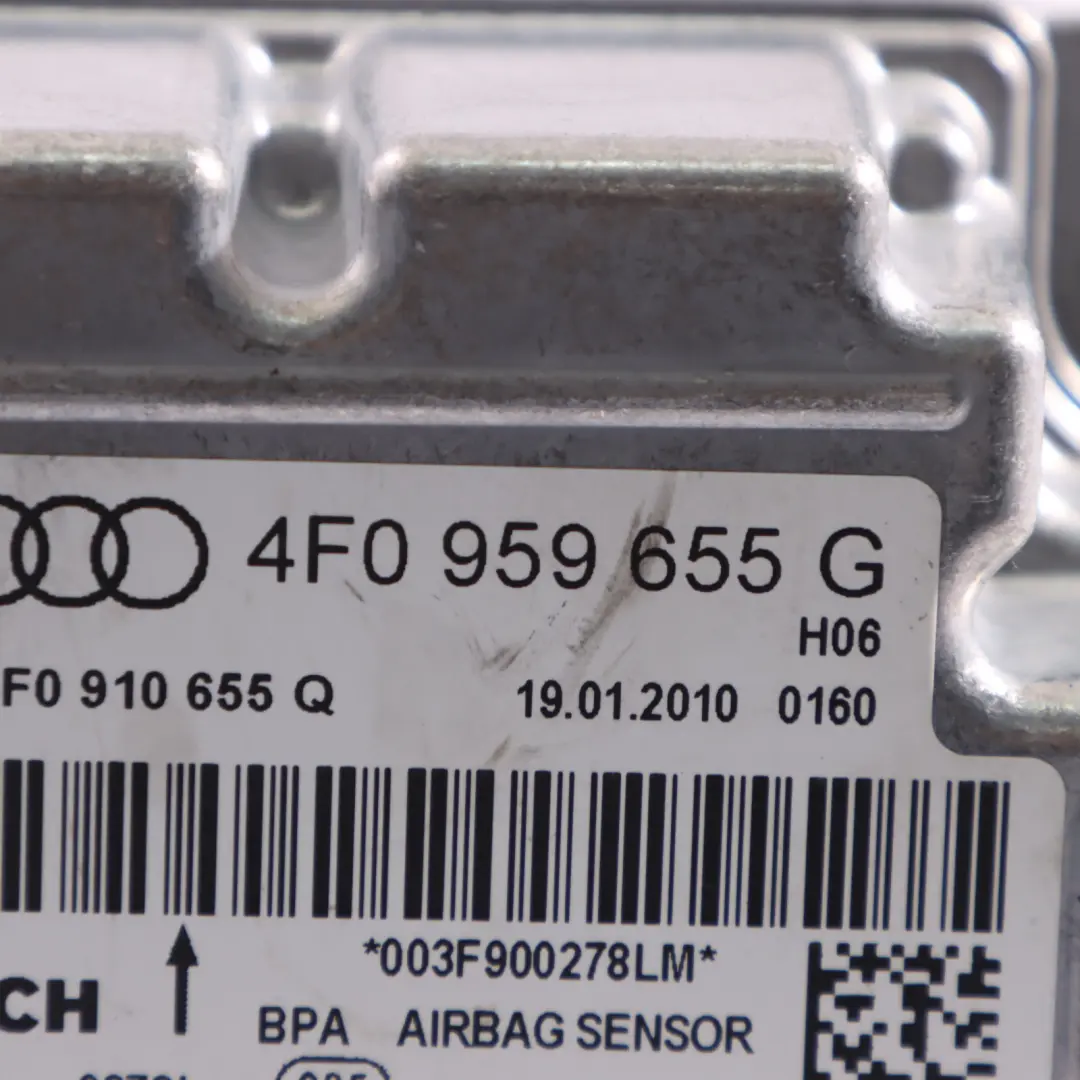 4F0 959 655 G
H06
F0 910 655 Q 19.01.2010 0160
*003F900278LM*
CH BPA AIRBAG SENSOR